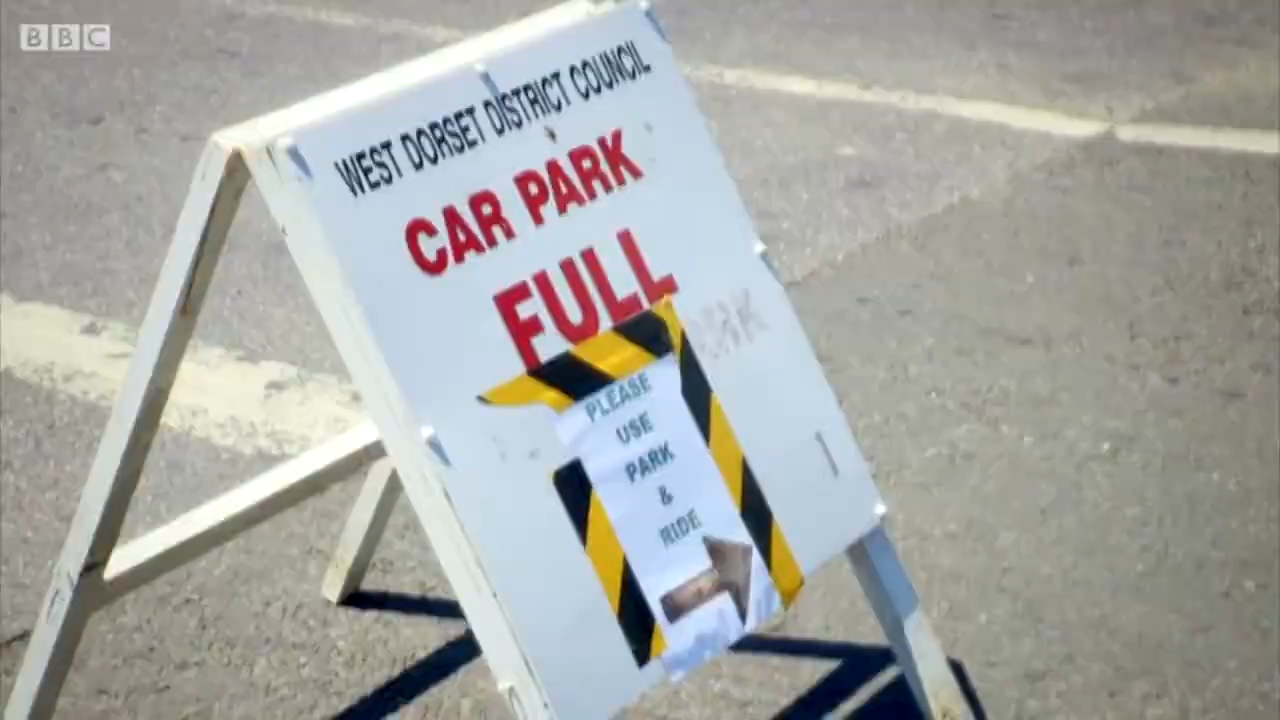 BBC
WEST DORSET DISTRICT COUNCIL
CAR PARK
FULL
PLEASE
USE
PARK
&
RIDE